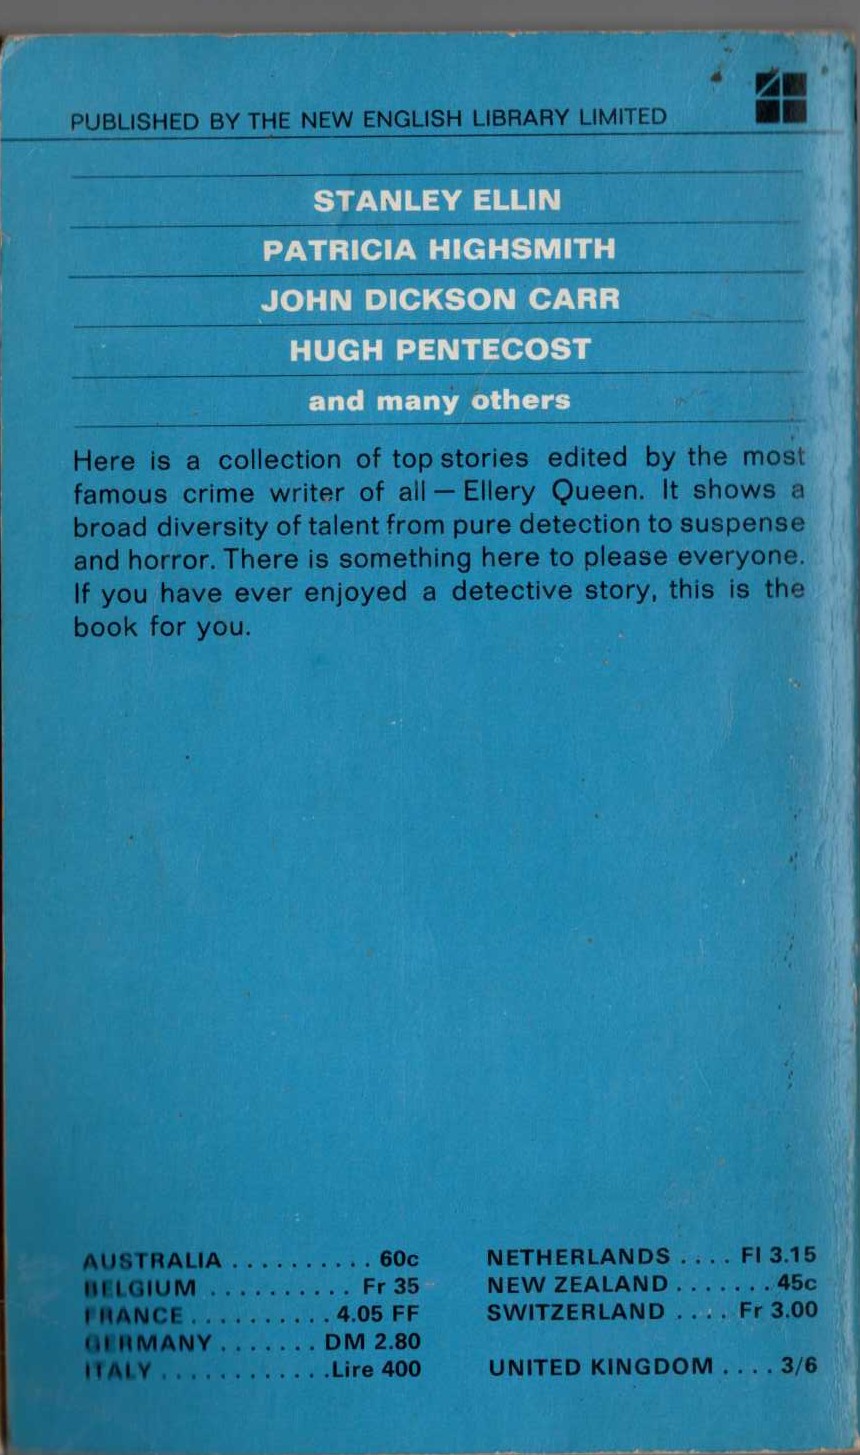 PUBLISHED BY THE NEW ENGLISH LIBRARY LIMITED
STANLEY ELLIN
PATRICIA HIGHSMITH
JOHN DICKSON CARR
HUGH PENTECOST
and many others
Here is a collection of top stories edited by the most
famous crime writer of all — Ellery Queen. It shows a
broad diversity of talent from pure detection to suspense
and horror. There is something here to please everyone.
If you have ever enjoyed a detective story, this is the
book for you.
AUSTRALIA . . . . . . . . . . 60c
BELGIUM . . . . . . . . . . Fr 35
FRANCE . . . . . . . . . . 4.05 FF
GERMANY . . . . . . . DM 2.80
ITALY . . . . . . . . . . . . Lire 400
NETHERLANDS . . . . Fl 3.15
NEW ZEALAND . . . . . . . 45c
SWITZERLAND . . . . Fr 3.00
UNITED KINGDOM . . . . 3/6